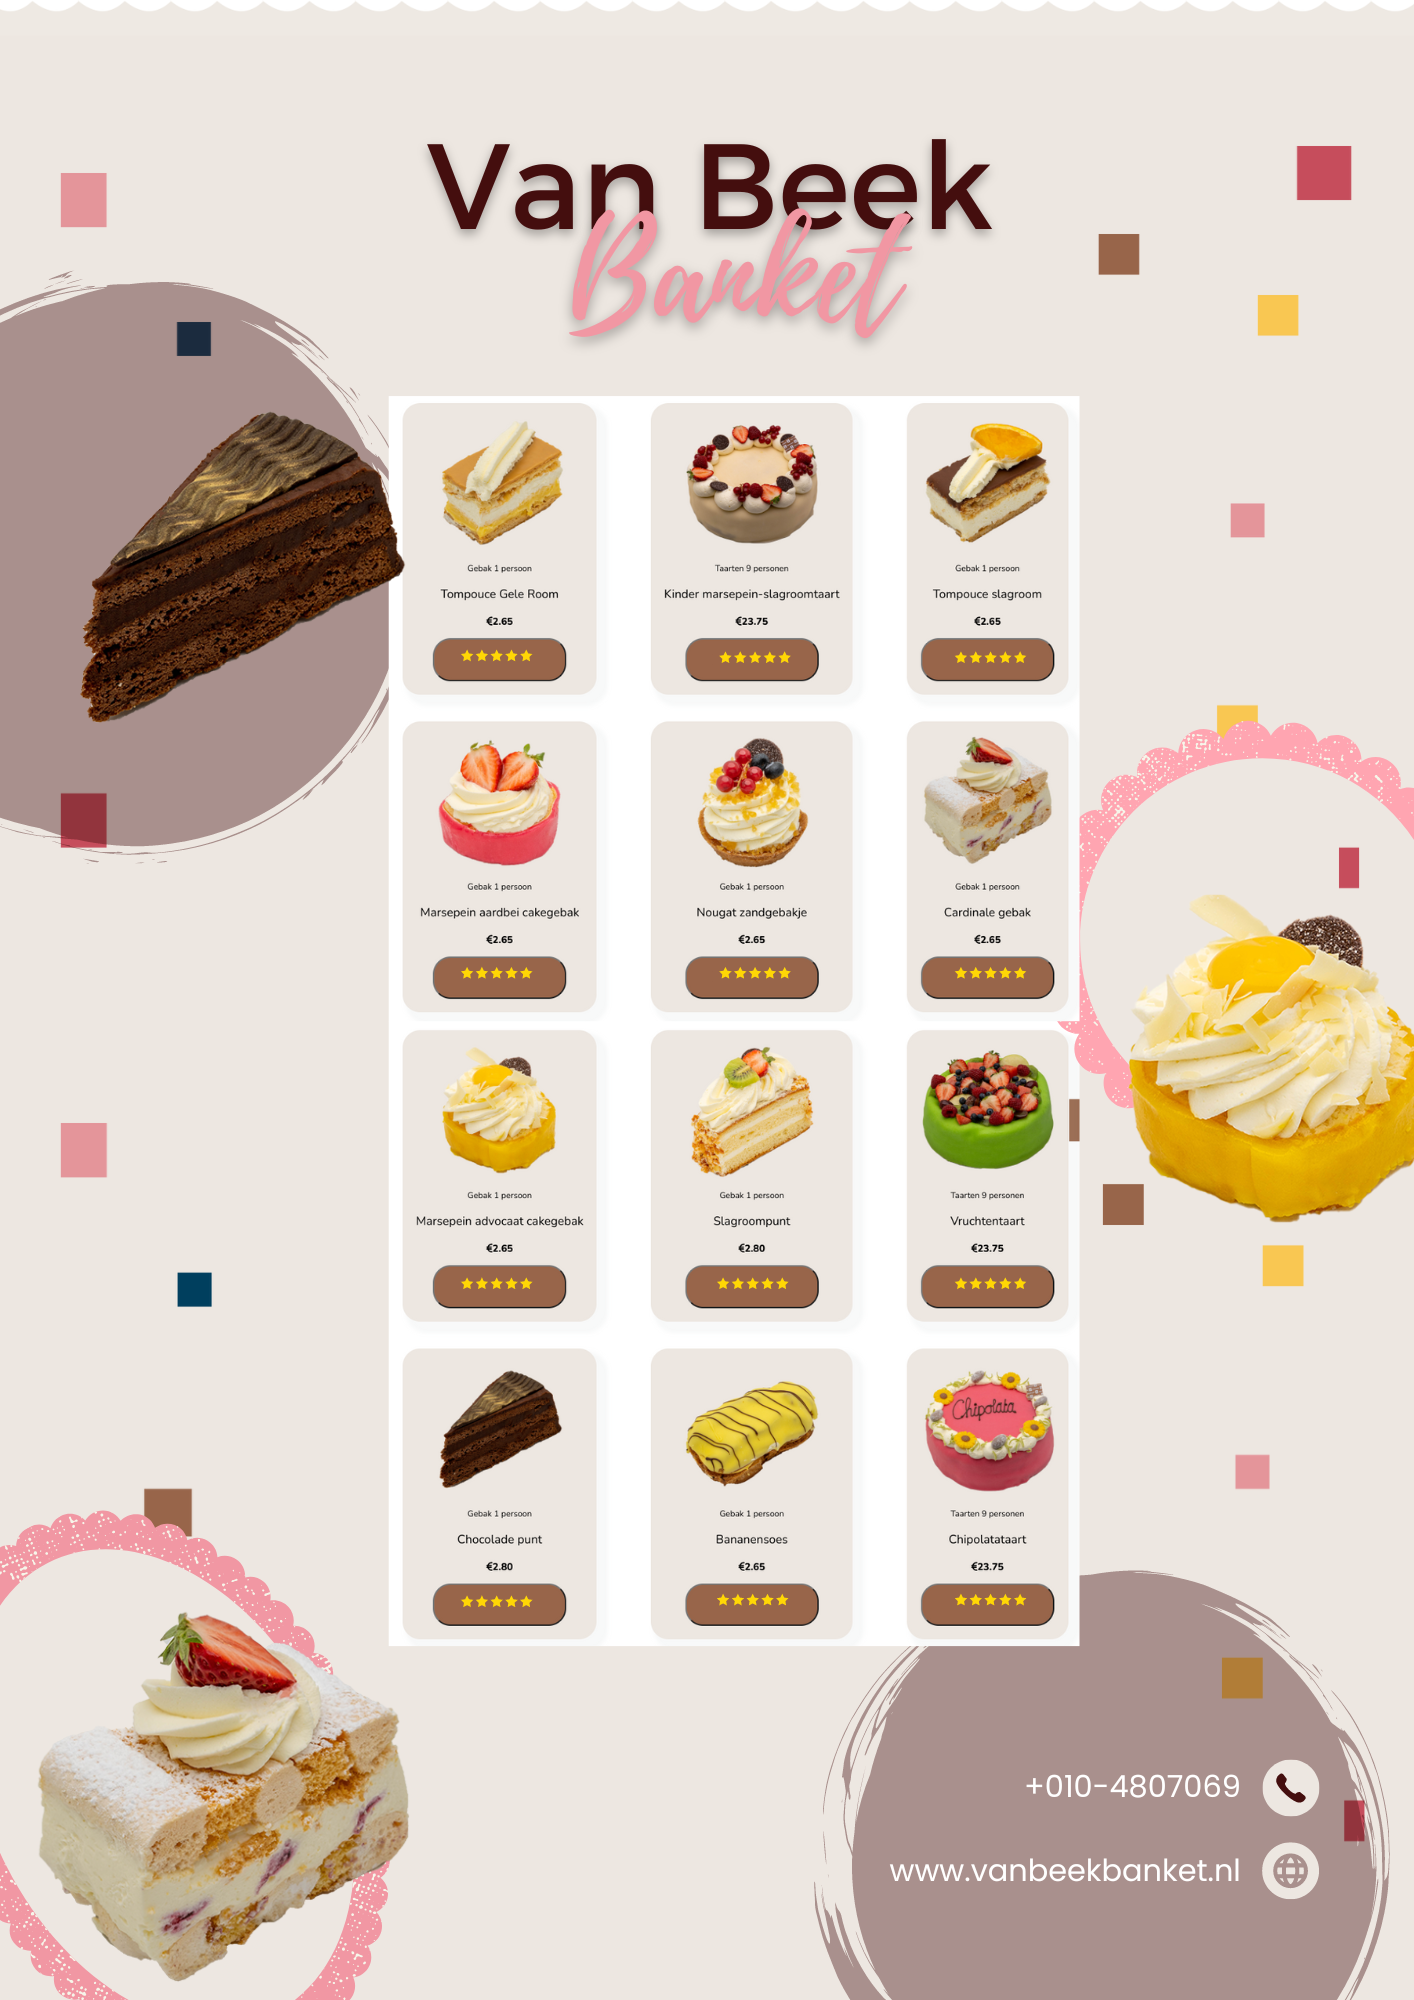 Van Beek
Banket
Gebak 1 persoon
Tompouce Gele Room
€2.65
Taarten 9 personen
Kinder marsepein-slagroomtaart
€23.75
Gebak 1 persoon
Tompouce slagroom
€2.65
Gebak 1 persoon
Marsepein aardbei cakegebak
€2.65
Gebak 1 persoon
Nougat zandgebakje
€2.65
Gebak 1 persoon
Cardinale gebak
€2.65
Gebak 1 persoon
Marsepein advocaat cakegebak
€2.65
Gebak 1 persoon
Slagroompunt
€2.80
Taarten 9 personen
Vruchtentaart
€23.75
Gebak 1 persoon
Chocolade punt
€2.80
Gebak 1 persoon
Bananensoes
€2.65
Chipolata
Taarten 9 personen
Chipolatataart
€23.75
+010-4807069
www.vanbeekbanket.nl